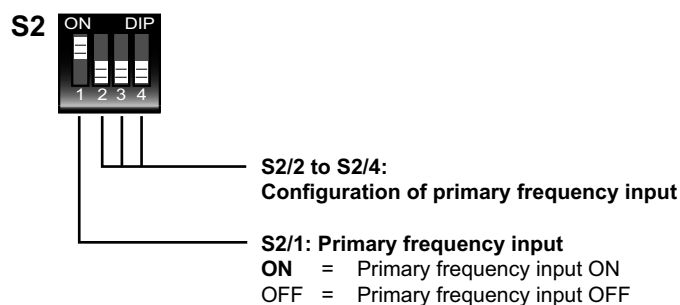 S2 ON DIP
1 2 3 4
S2/2 to S2/4:
Configuration of primary frequency input
S2/1: Primary frequency input
ON = Primary frequency input ON
OFF = Primary frequency input OFF